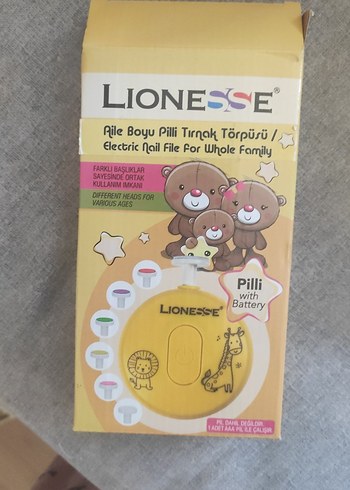 LIONESSE®
Aile Boyu Pilli Tırnak Törpüsü /
Electric Nail File For Whole Family
FARKLI BAŞLIKLAR
SAYESİNDE ORTAK
KULLANIM İMKANI
DIFFERENT HEADS FOR
VARIOUS AGES
Pilli
with
Battery
LIONESSE
PİL DAHİL DEĞİLDİR.
1 ADET AAA PİL İLE ÇALIŞIR